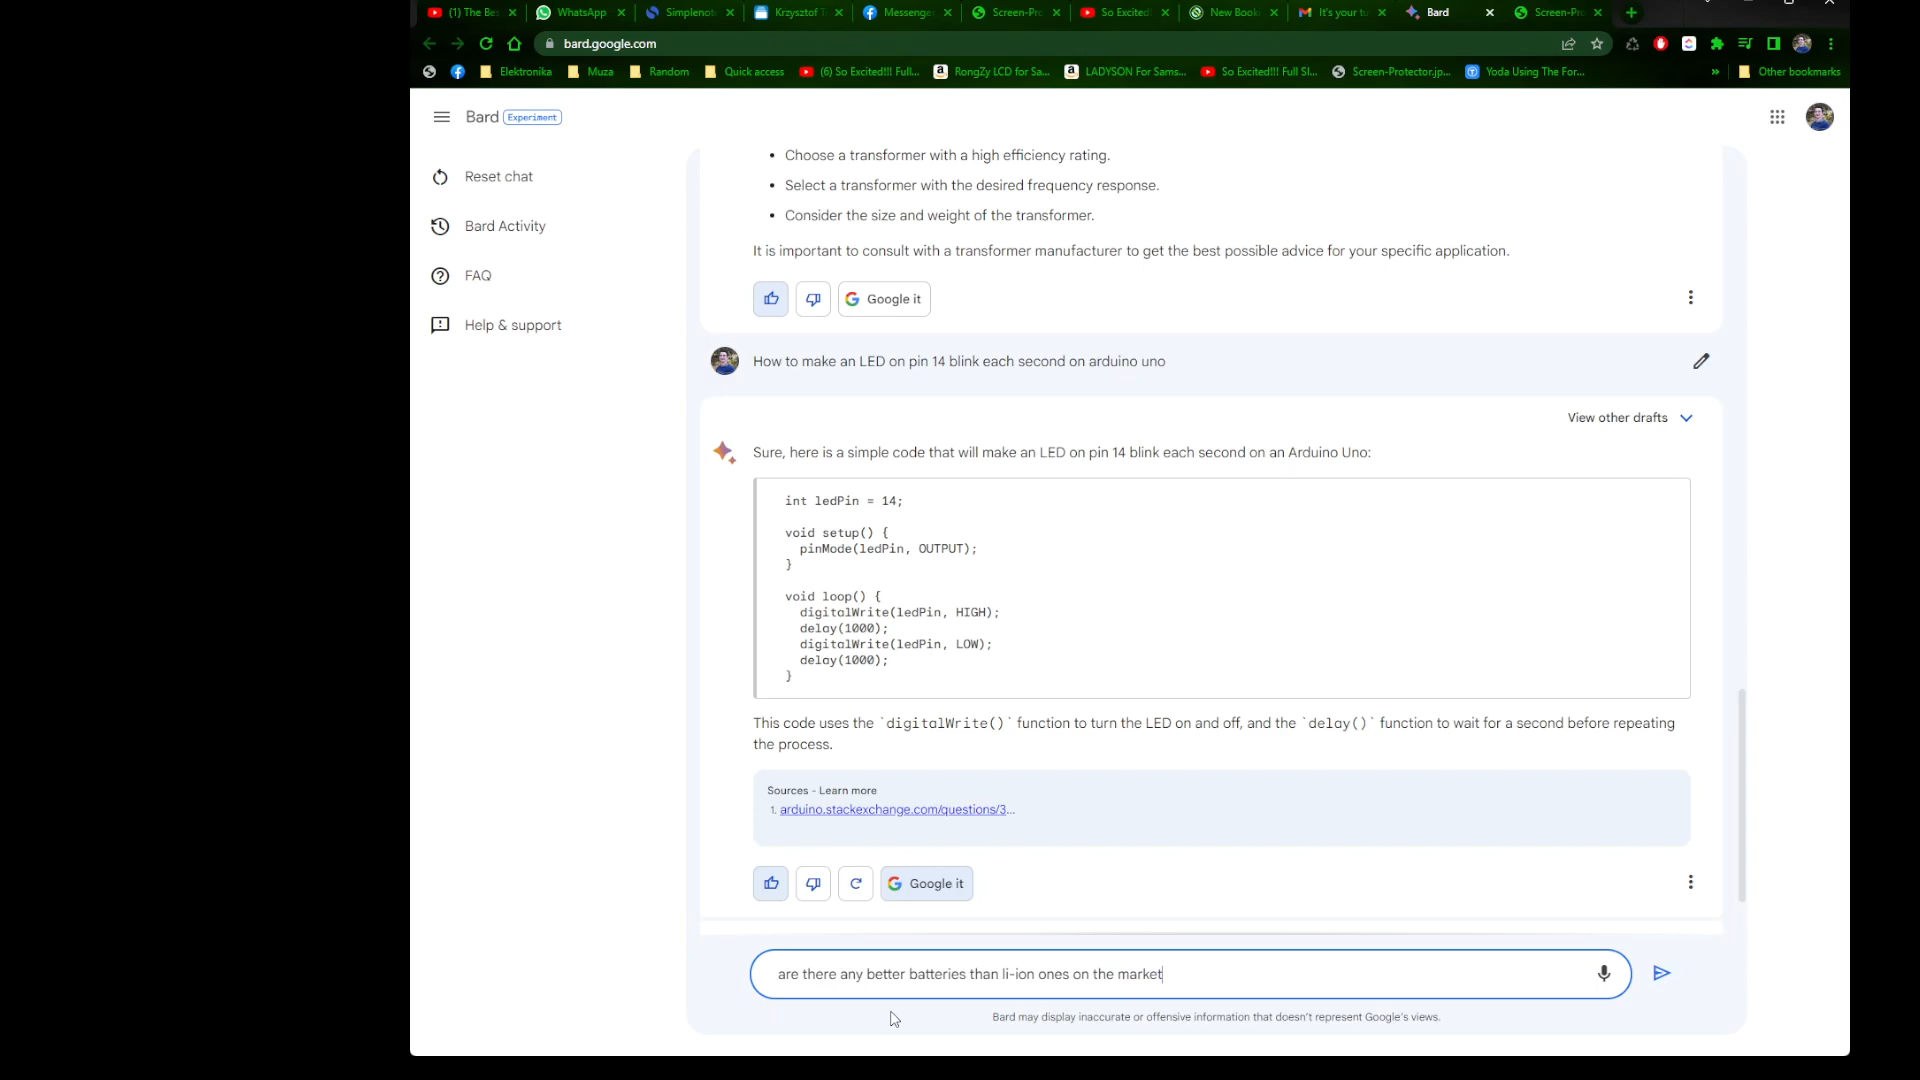 (1) The Bes
WhatsApp
Simplenot
Krzysztof T
Messenge
Screen-Pr
So Excited!
New Book
It's your tu
Bard
Screen-Pr
bard.google.com
Elektronika
Muza
Random
Quick access
(6) So Excited!!! Full...
RongZy LCD for Sa...
LADYSON For Sams...
So Excited!!! Full Sl...
Screen-Protector.jp...
Yoda Using The For...
»
Other bookmarks
Bard Experiment
Reset chat
Bard Activity
FAQ
Help & support
• Choose a transformer with a high efficiency rating.
• Select a transformer with the desired frequency response.
• Consider the size and weight of the transformer.
It is important to consult with a transformer manufacturer to get the best possible advice for your specific application.
Google it
How to make an LED on pin 14 blink each second on arduino uno
View other drafts
Sure, here is a simple code that will make an LED on pin 14 blink each second on an Arduino Uno:
int ledPin = 14;
void setup() {
pinMode(ledPin, OUTPUT);
}
void loop() {
digitalWrite(ledPin, HIGH);
delay(1000);
digitalWrite(ledPin, LOW);
delay(1000);
}
This code uses the `digitalWrite()` function to turn the LED on and off, and the `delay()` function to wait for a second before repeating
the process.
Sources - Learn more
1. arduino.stackexchange.com/questions/3...
Google it
are there any better batteries than li-ion ones on the market
Bard may display inaccurate or offensive information that doesn't represent Google's views.